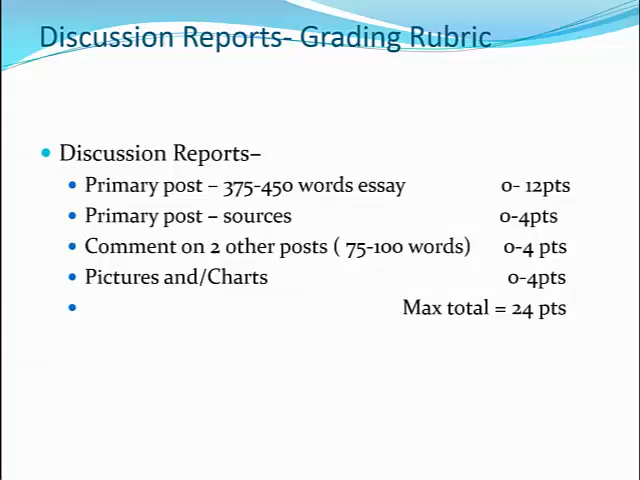 Discussion Reports- Grading Rubric
Discussion Reports–
Primary post – 375-450 words essay 0- 12pts
Primary post – sources 0-4pts
Comment on 2 other posts ( 75-100 words) 0-4 pts
Pictures and/Charts 0-4pts
Max total = 24 pts